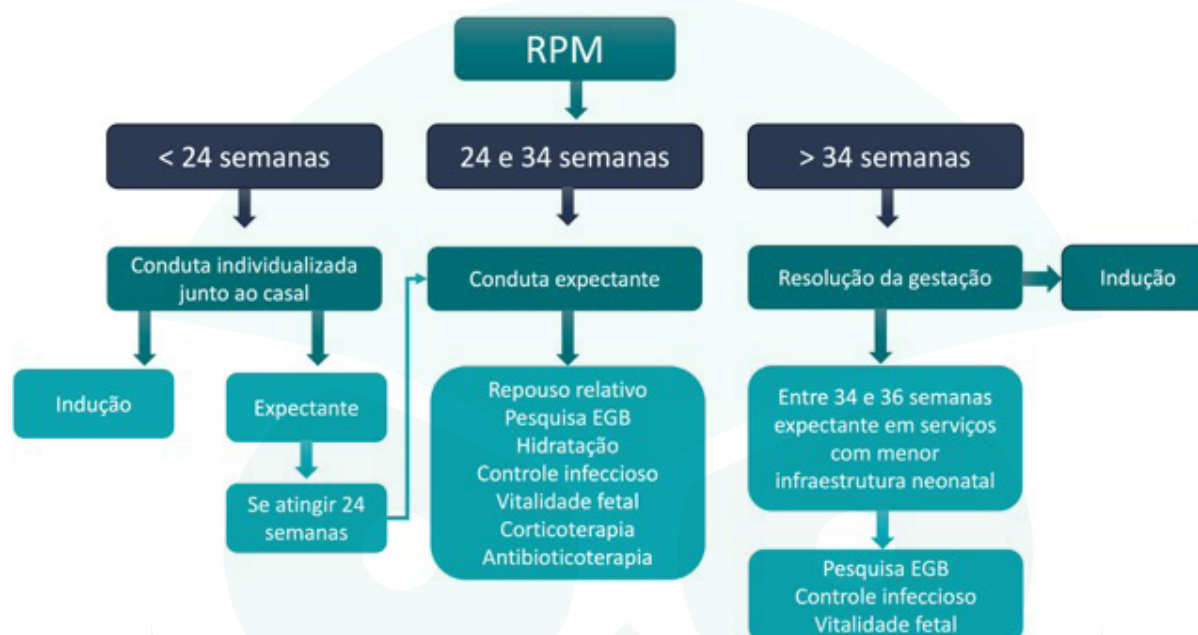 RPM
< 24 semanas
24 e 34 semanas
> 34 semanas
Conduta individualizada
junto ao casal
Conduta expectante
Resolução da gestação
Indução
Indução
Expectante
Se atingir 24
semanas
Repouso relativo
Pesquisa EGB
Hidratação
Controle infeccioso
Vitalidade fetal
Corticoterapia
Antibioticoterapia
Entre 34 e 36 semanas
expectante em serviços
com menor
infraestrutura neonatal
Pesquisa EGB
Controle infeccioso
Vitalidade fetal